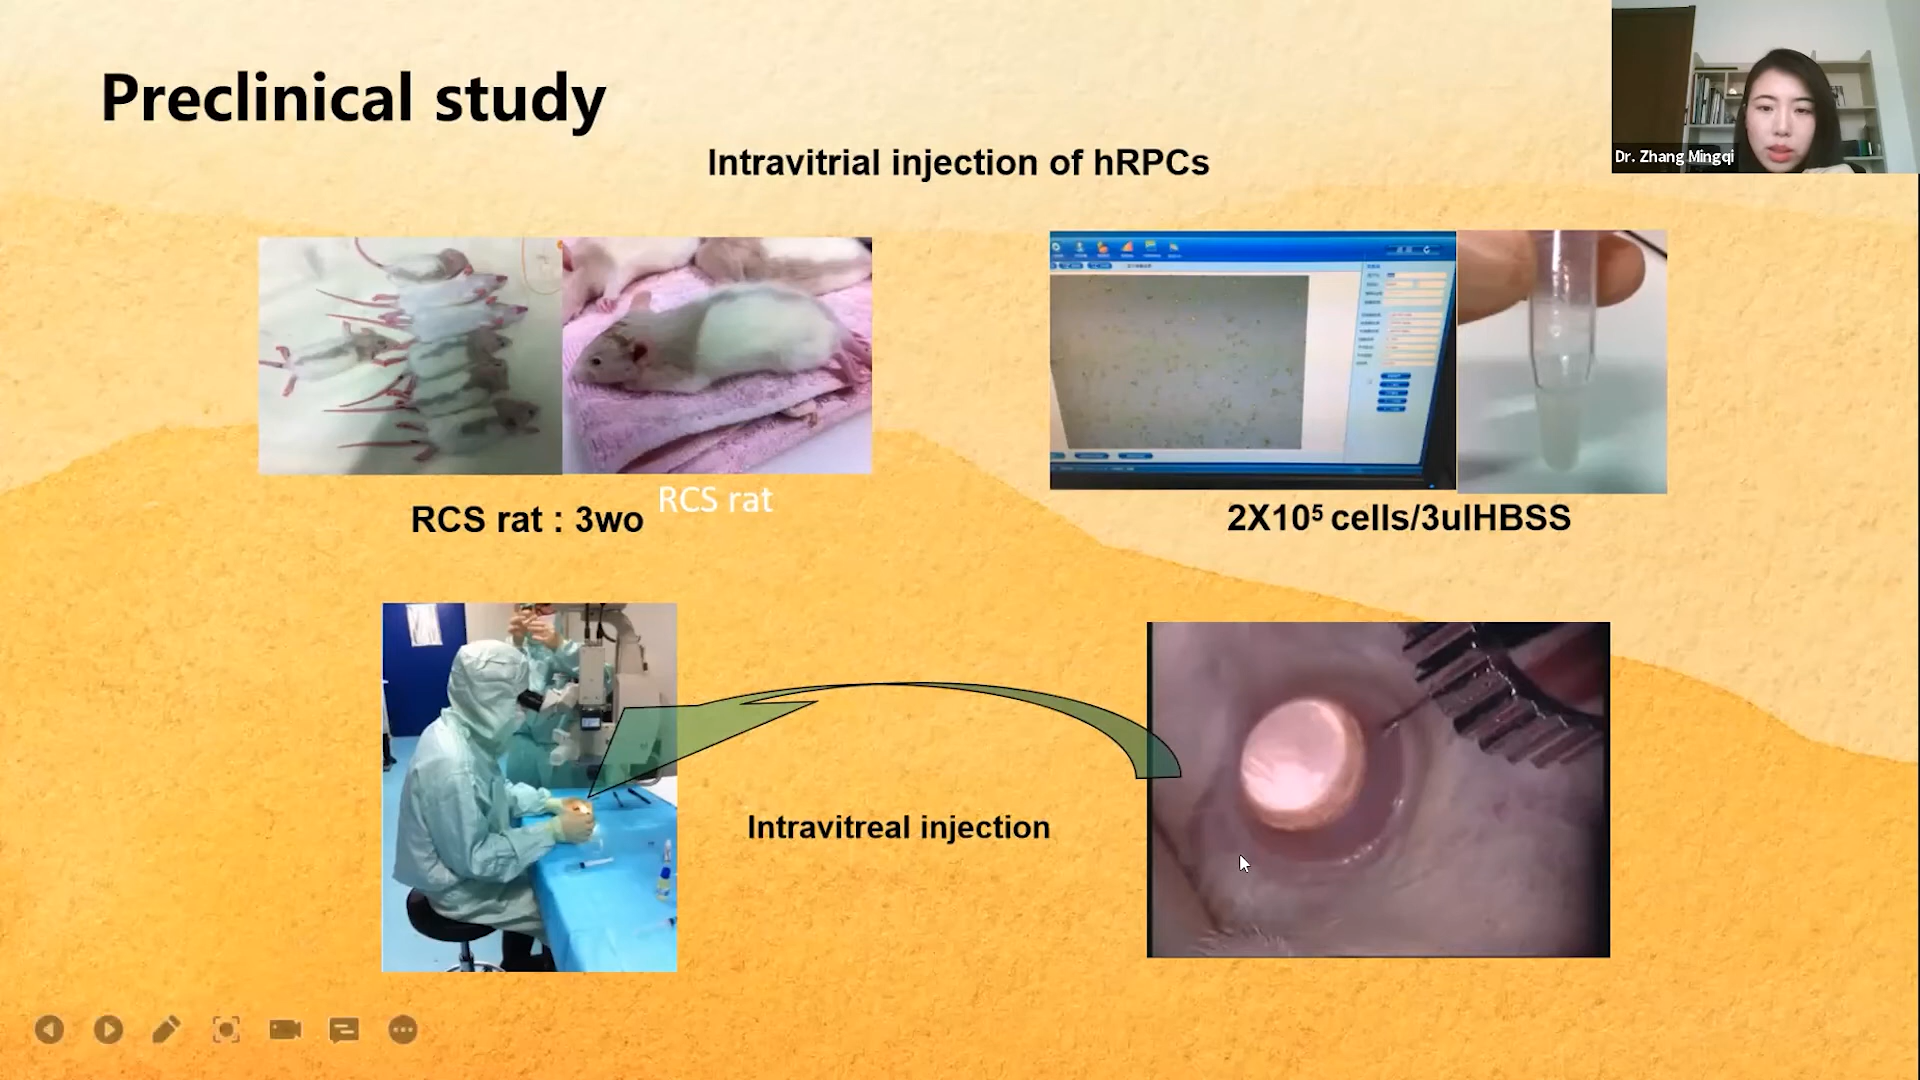 Preclinical study
Intravitrial injection of hRPCs
Dr. Zhang Mingqi
RCS rat : 3wo
RCS rat
2X10⁵ cells/3ulHBSS
Intravitreal injection